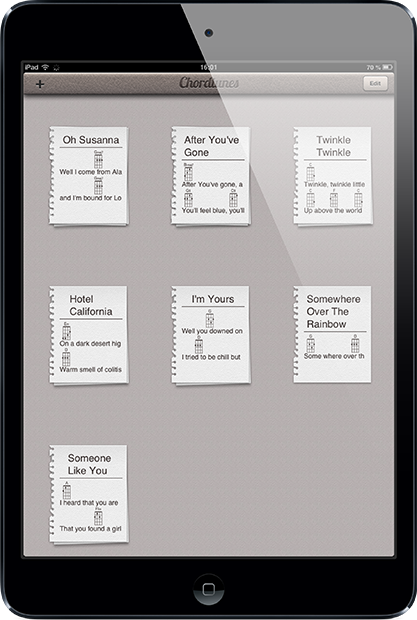 iPad 16:01 70 %
+ Chordtunes Edit
Oh Susanna
Well I come from Ala
and I'm bound for Lo
After You've
Gone
After You've gone, a
You'll feel blue, you'll
Twinkle
Twinkle
C
Twinkle, twinkle little
C F C
Up above the world
Hotel
California
On a dark desert hig
Warm smell of colitis
I'm Yours
Well you downed on
I tried to be chill but
Somewhere
Over The
Rainbow
Some where over th
Someone
Like You
A
I heard that you are
That you found a girl